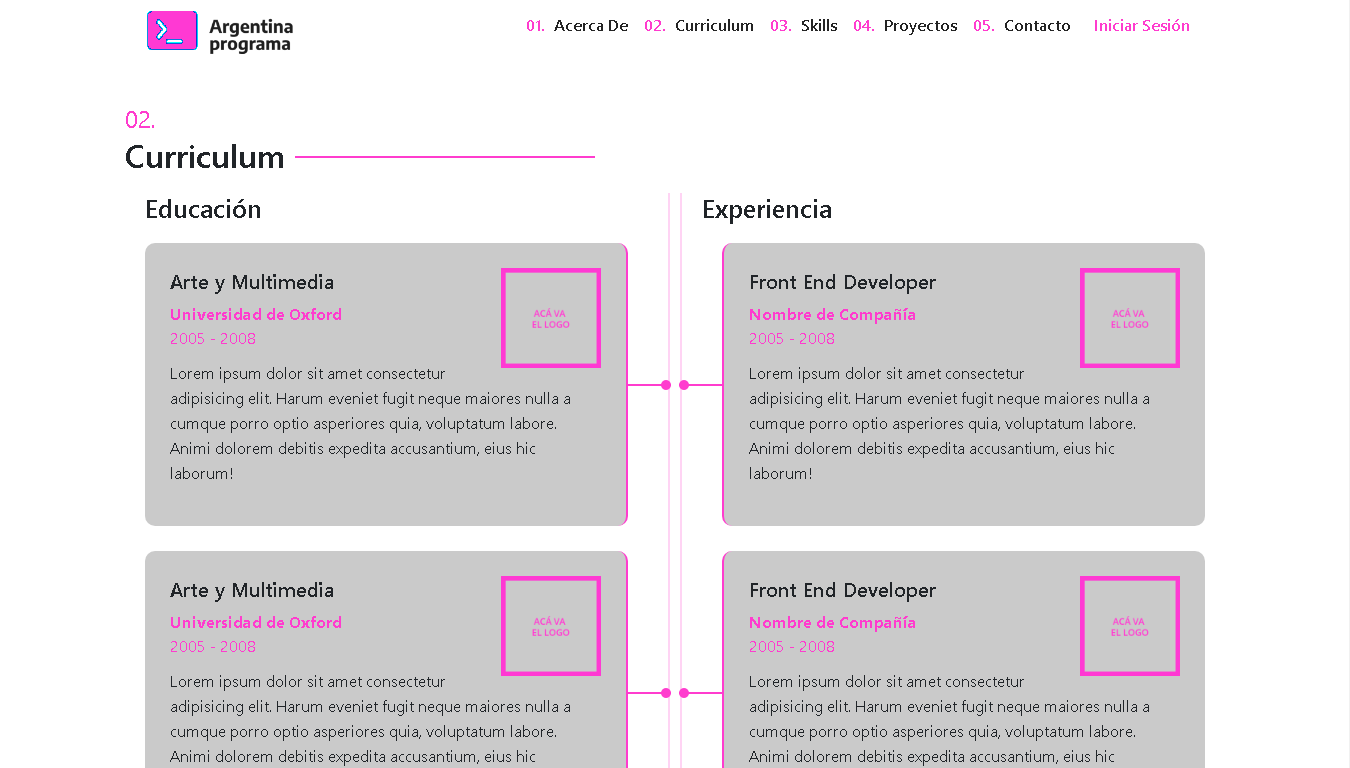 Argentina
programa
01. Acerca De 02. Curriculum 03. Skills 04. Proyectos 05. Contacto Iniciar Sesión
02.
Curriculum
Educación
Arte y Multimedia
Universidad de Oxford
2005 - 2008
ACÁ VA
EL LOGO
Lorem ipsum dolor sit amet consectetur
adipisicing elit. Harum eveniet fugit neque maiores nulla a
cumque porro optio asperiores quia, voluptatum labore.
Animi dolorem debitis expedita accusantium, eius hic
laborum!
Arte y Multimedia
Universidad de Oxford
2005 - 2008
ACÁ VA
EL LOGO
Lorem ipsum dolor sit amet consectetur
adipisicing elit. Harum eveniet fugit neque maiores nulla a
cumque porro optio asperiores quia, voluptatum labore.
Animi dolorem debitis expedita accusantium, eius hic
Experiencia
Front End Developer
Nombre de Compañía
2005 - 2008
ACÁ VA
EL LOGO
Lorem ipsum dolor sit amet consectetur
adipisicing elit. Harum eveniet fugit neque maiores nulla a
cumque porro optio asperiores quia, voluptatum labore.
Animi dolorem debitis expedita accusantium, eius hic
laborum!
Front End Developer
Nombre de Compañía
2005 - 2008
ACÁ VA
EL LOGO
Lorem ipsum dolor sit amet consectetur
adipisicing elit. Harum eveniet fugit neque maiores nulla a
cumque porro optio asperiores quia, voluptatum labore.
Animi dolorem debitis expedita accusantium, eius hic